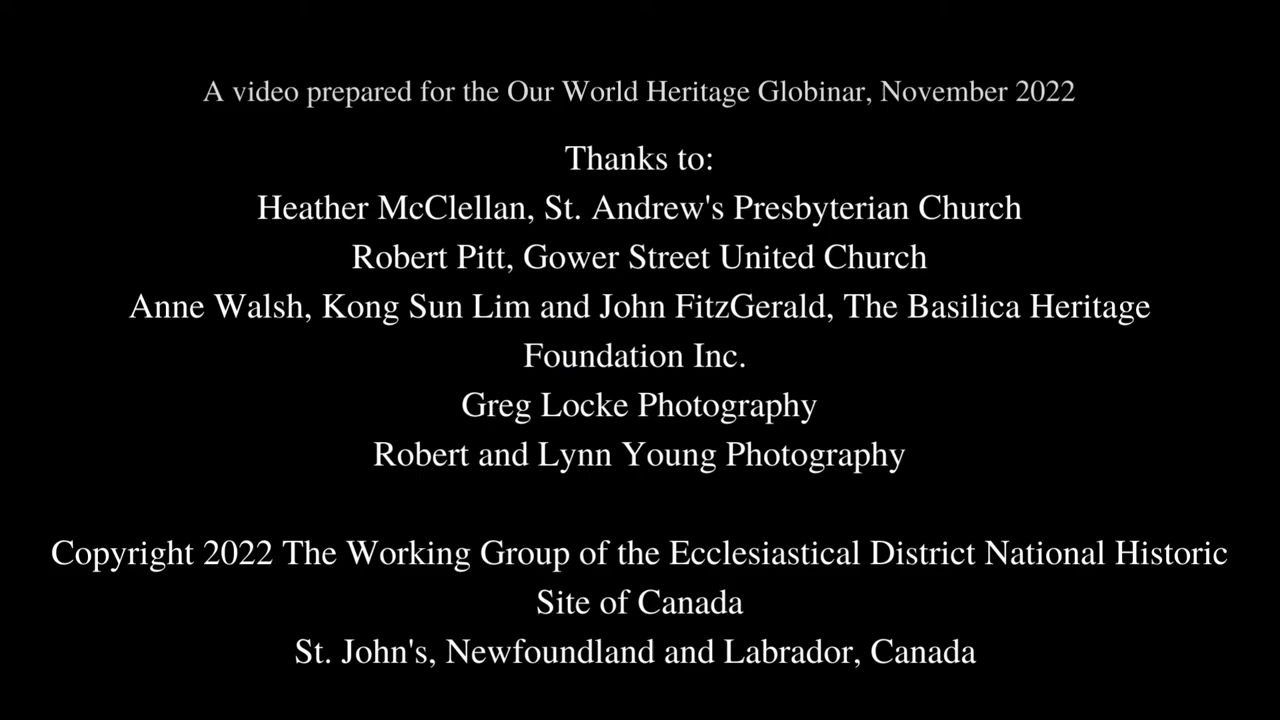 A video prepared for the Our World Heritage Globinar, November 2022
Thanks to:
Heather McClellan, St. Andrew's Presbyterian Church
Robert Pitt, Gower Street United Church
Anne Walsh, Kong Sun Lim and John FitzGerald, The Basilica Heritage
Foundation Inc.
Greg Locke Photography
Robert and Lynn Young Photography
Copyright 2022 The Working Group of the Ecclesiastical District National Historic
Site of Canada
St. John's, Newfoundland and Labrador, Canada